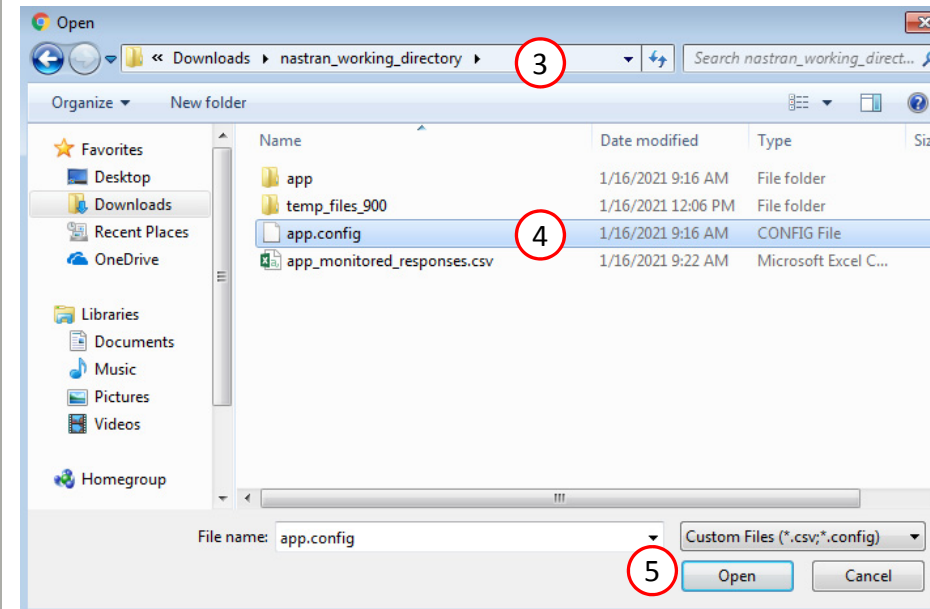 Open
« Downloads ▸ nastran_working_directory ▸ 3 Search nastran_working_direct...
Organize New folder
Name Date modified Type Siz
Favorites
Desktop
Downloads
Recent Places
OneDrive
Libraries
Documents
Music
Pictures
Videos
Homegroup
app 1/16/2021 9:16 AM File folder
temp_files_900 1/16/2021 12:06 PM File folder
app.config 4 1/16/2021 9:16 AM CONFIG File
app_monitored_responses.csv 1/16/2021 9:22 AM Microsoft Excel C...
File name: app.config Custom Files (*.csv;*.config)
5 Open Cancel